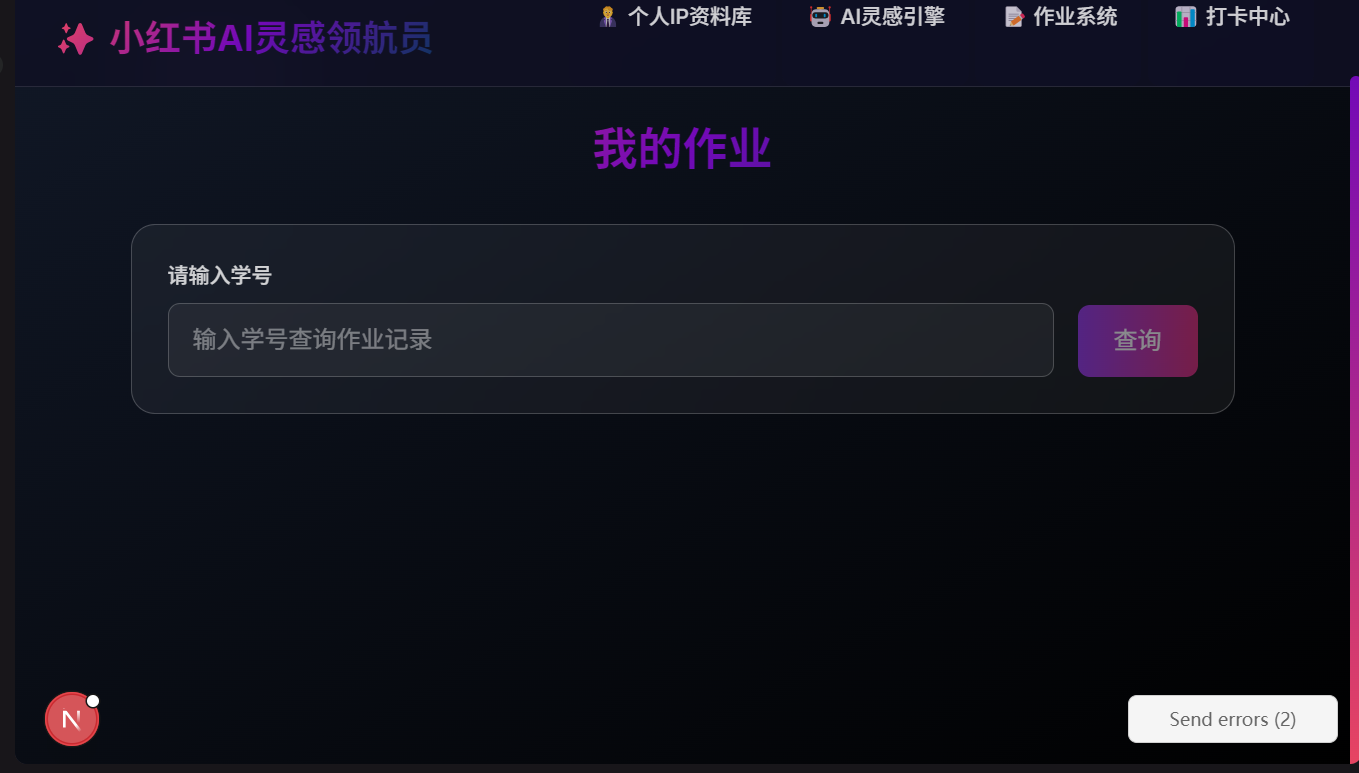 小红书AI灵感领航员
个人IP资料库
AI灵感引擎
作业系统
打卡中心
我的作业
请输入学号
输入学号查询作业记录
查询
N
Send errors (2)